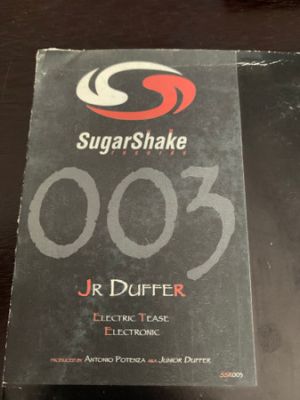 SugarShake
003
JR DUFFER
ELECTRIC TEASE
ELECTRONIC
PRODUCED BY ANTONIO POTENZA AKA JUNIOR DUFFER
SSR003